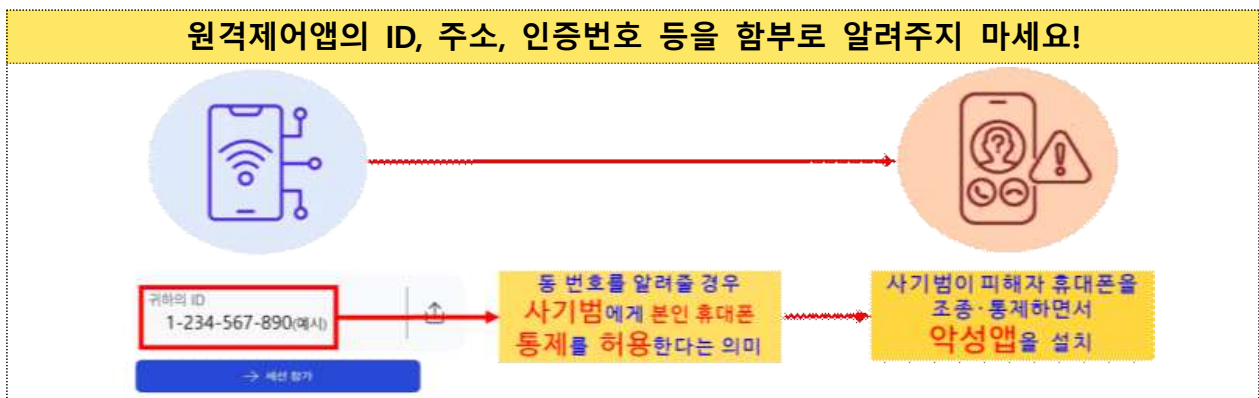 원격제어앱의 ID, 주소, 인증번호 등을 함부로 알려주지 마세요!
귀하의 ID
1-234-567-890(예시)
→ 세션 참가
동 번호를 알려줄 경우
사기범에게 본인 휴대폰
통제를 허용한다는 의미
사기범이 피해자 휴대폰을
조종·통제하면서
악성앱을 설치